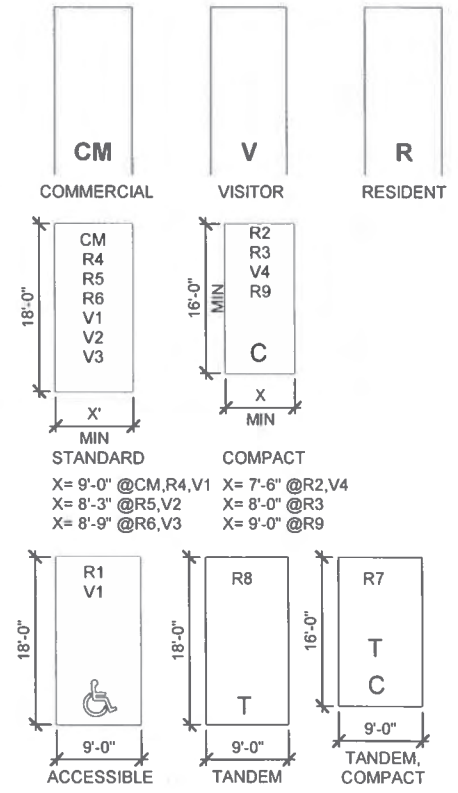 CM V R
COMMERCIAL VISITOR RESIDENT
18'-0"
CM
R4
R5
R6
V1
V2
V3
X'
MIN
STANDARD
16'-0"
MIN
R2
R3
V4
R9
C
X
MIN
COMPACT
X= 9'-0" @CM,R4,V1
X= 8'-3" @R5,V2
X= 8'-9" @R6,V3
X= 7'-6" @R2,V4
X= 8'-0" @R3
X= 9'-0" @R9
18'-0"
R1
V1
9'-0"
ACCESSIBLE
18'-0"
R8
T
9'-0"
TANDEM
16'-0"
R7
T
C
9'-0"
TANDEM,
COMPACT